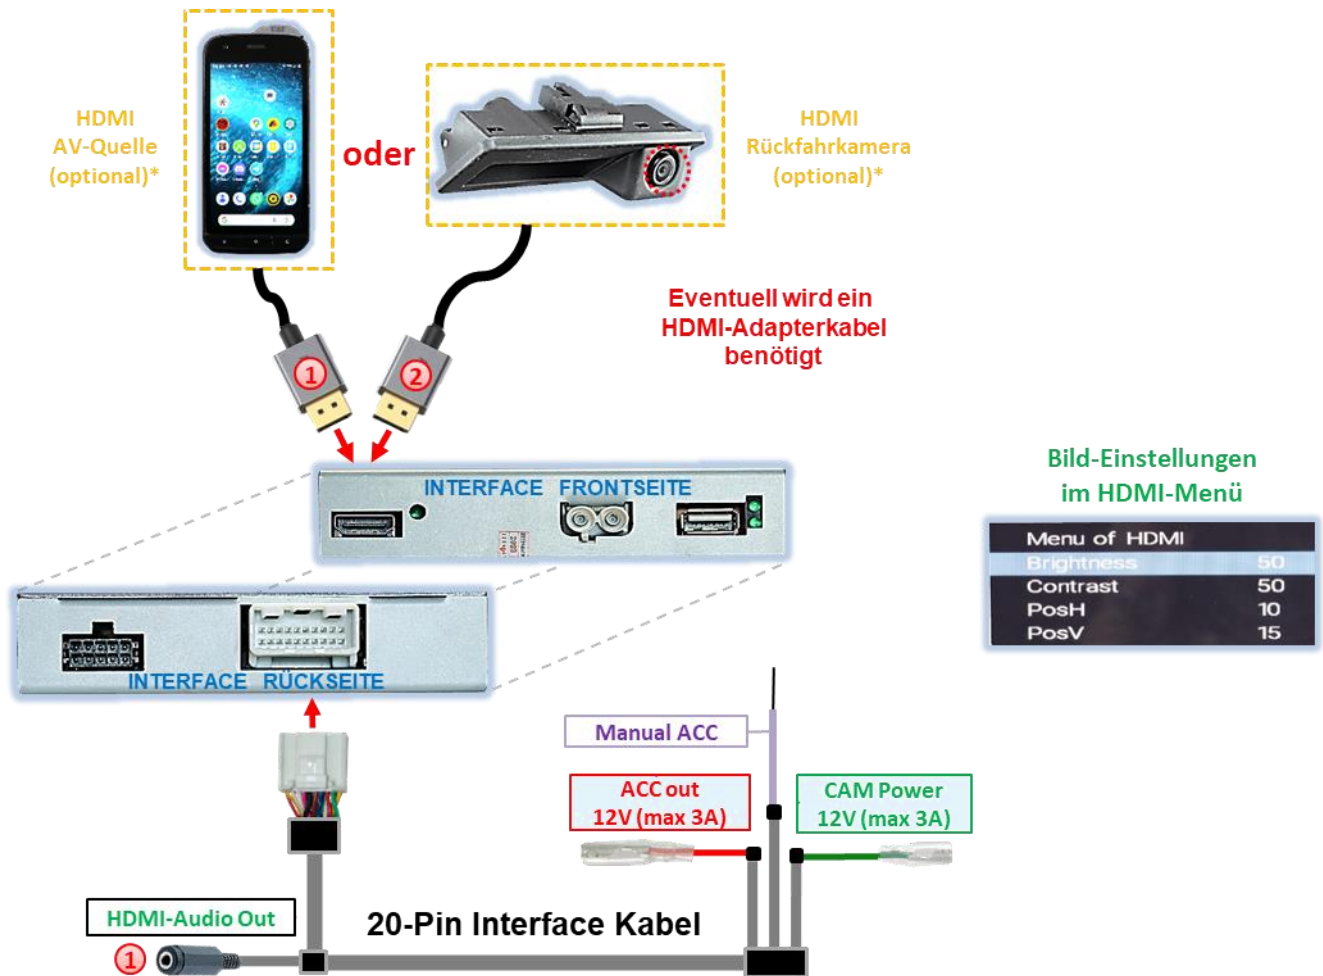 HDMI
AV-Quelle
(optional)*
oder
HDMI
Rückfahrkamera
(optional)*
Eventuell wird ein
HDMI-Adapterkabel
benötigt
1
2
INTERFACE FRONTSEITE
Bild-Einstellungen
im HDMI-Menü
Menu of HDMI
Brightness 50
Contrast 50
PosH 10
PosV 15
INTERFACE RÜCKSEITE
Manual ACC
ACC out
12V (max 3A)
CAM Power
12V (max 3A)
HDMI-Audio Out
20-Pin Interface Kabel
1